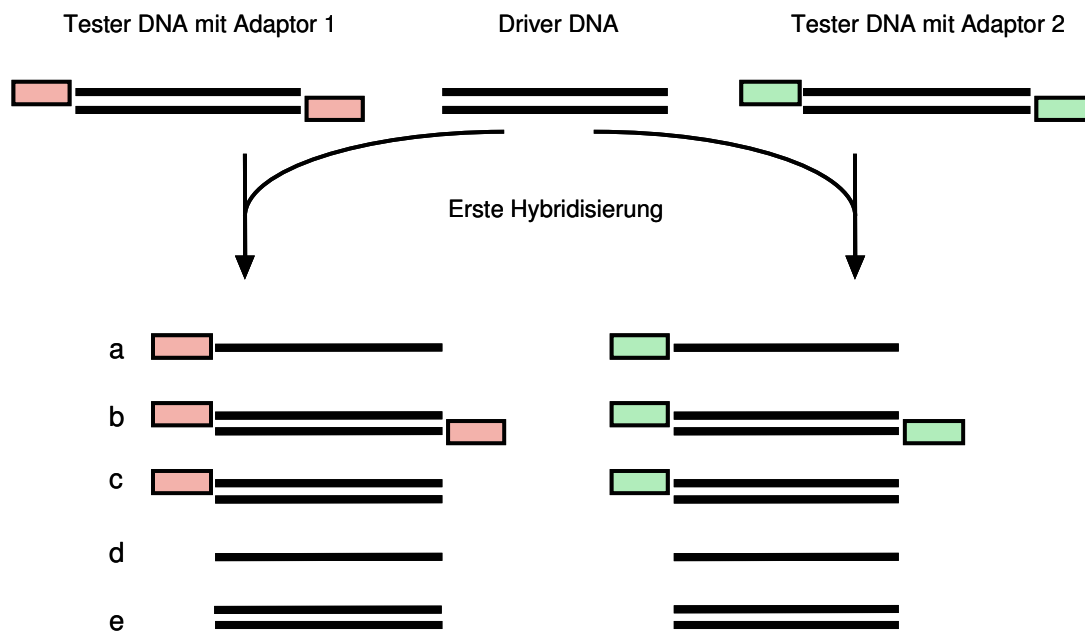 Tester DNA mit Adaptor 1
Driver DNA
Tester DNA mit Adaptor 2
Erste Hybridisierung
a
b
c
d
e